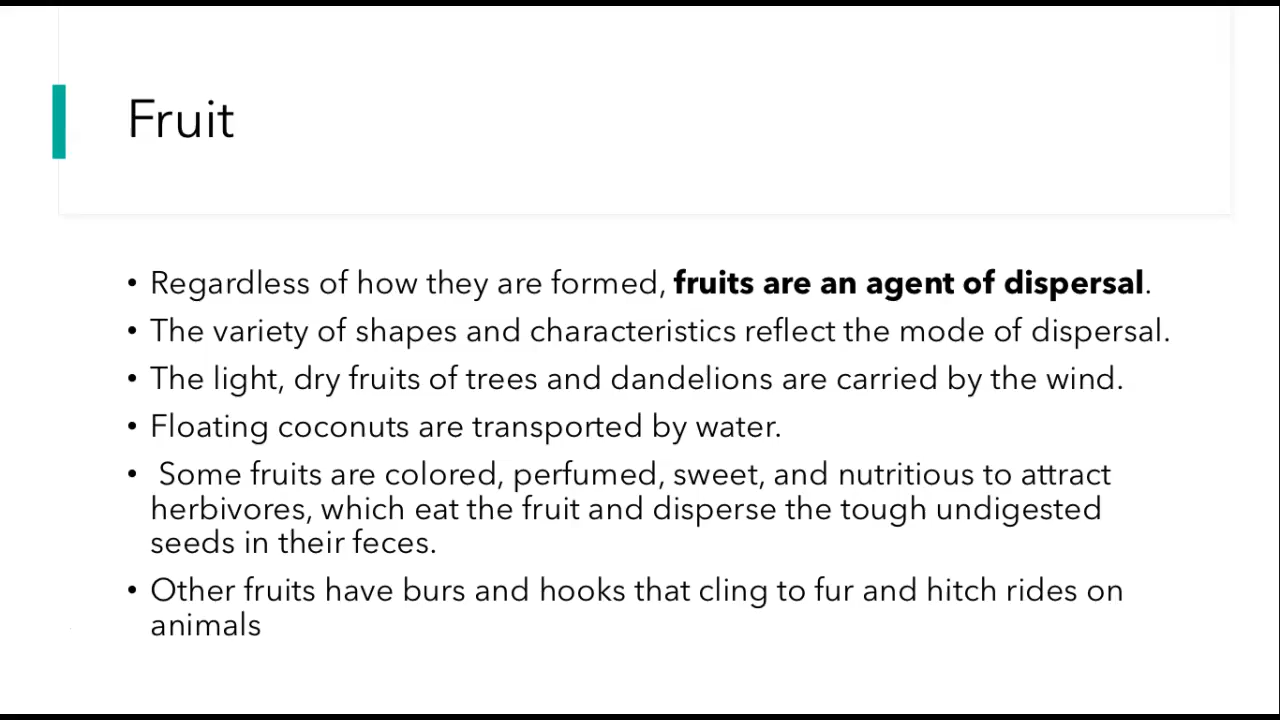 Fruit
• Regardless of how they are formed, fruits are an agent of dispersal.
• The variety of shapes and characteristics reflect the mode of dispersal.
• The light, dry fruits of trees and dandelions are carried by the wind.
• Floating coconuts are transported by water.
• Some fruits are colored, perfumed, sweet, and nutritious to attract
herbivores, which eat the fruit and disperse the tough undigested
seeds in their feces.
• Other fruits have burs and hooks that cling to fur and hitch rides on
animals